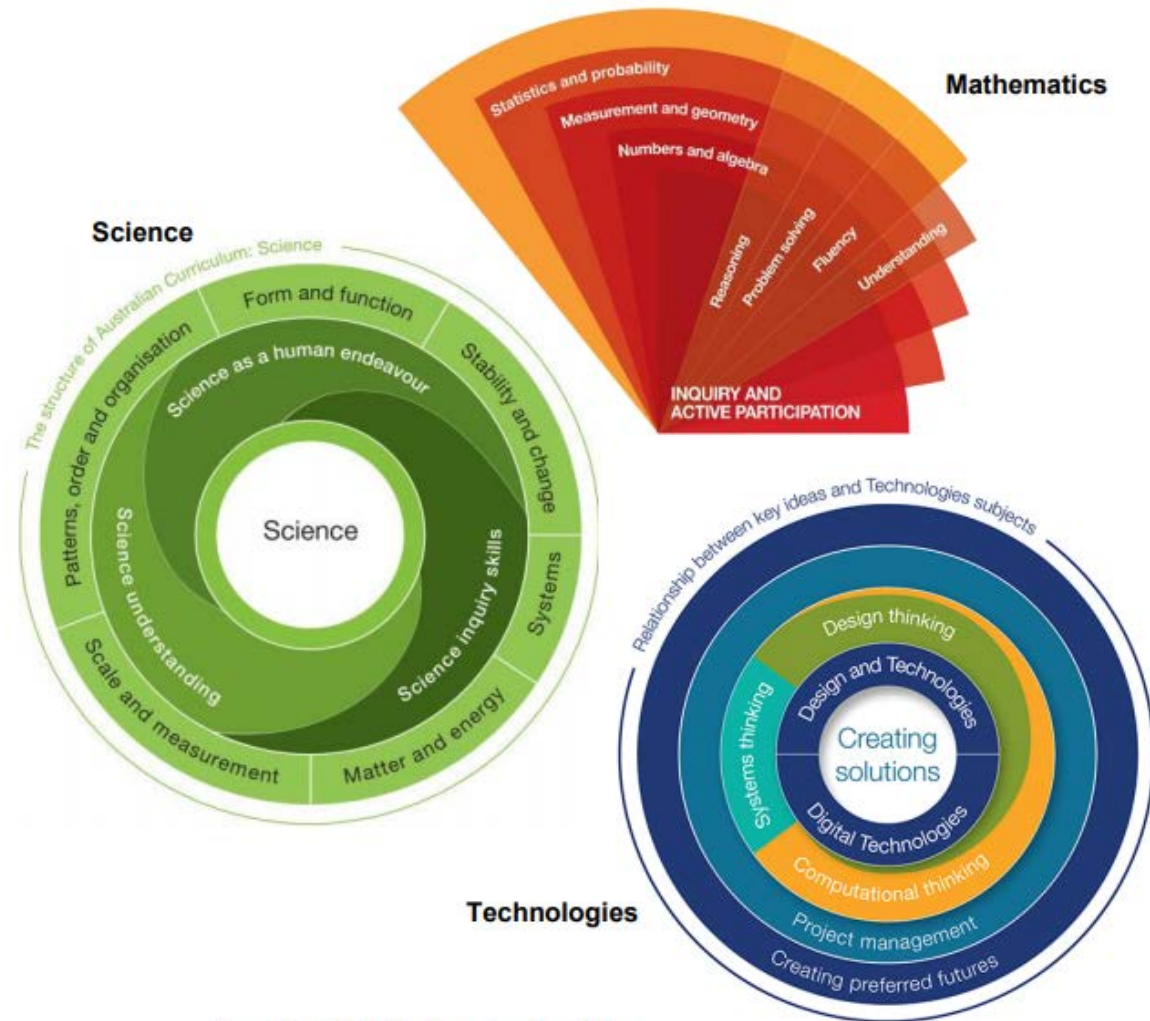 Mathematics
Statistics and probability
Measurement and geometry
Numbers and algebra
Reasoning
Problem solving
Fluency
Understanding
INQUIRY AND
ACTIVE PARTICIPATION
Science
The structure of Australian Curriculum: Science
Patterns, order and organisation
Form and function
Stability and change
Systems
Matter and energy
Scale and measurement
Science as a human endeavour
Science understanding
Science inquiry skills
Science
Relationship between key ideas and Technologies subjects
Design thinking
Systems thinking
Design and Technologies
Creating
solutions
Digital Technologies
Computational thinking
Project management
Creating preferred futures
Technologies